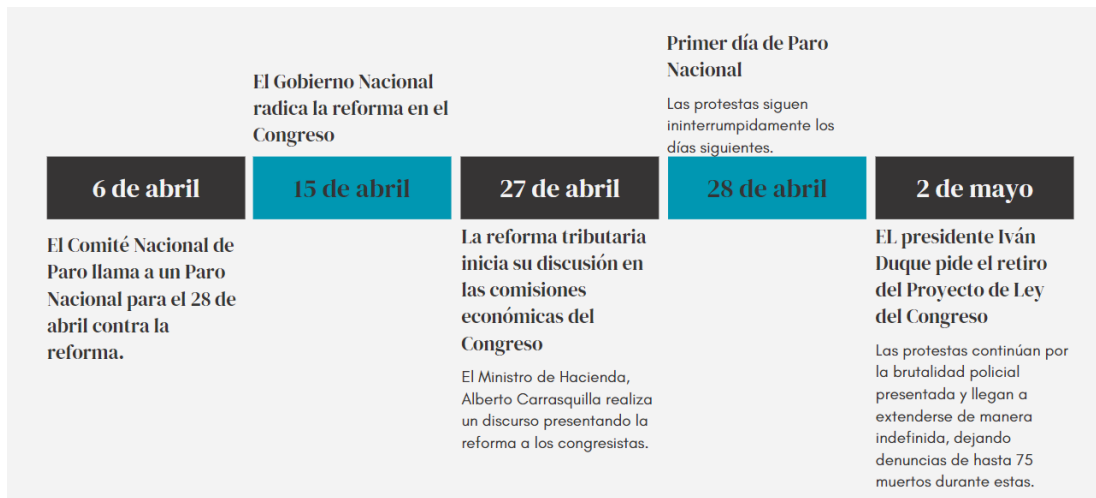 6 de abril
El Comité Nacional de
Paro llama a un Paro
Nacional para el 28 de
abril contra la
reforma.
El Gobierno Nacional
radica la reforma en el
Congreso
15 de abril
27 de abril
La reforma tributaria
inicia su discusión en
las comisiones
económicas del
Congreso
El Ministro de Hacienda,
Alberto Carrasquilla realiza
un discurso presentando la
reforma a los congresistas.
Primer día de Paro
Nacional
Las protestas siguen
ininterrumpidamente los
días siguientes.
28 de abril
2 de mayo
EL presidente Iván
Duque pide el retiro
del Proyecto de Ley
del Congreso
Las protestas continúan por
la brutalidad policial
presentada y llegan a
extenderse de manera
indefinida, dejando
denuncias de hasta 75
muertos durante estas.